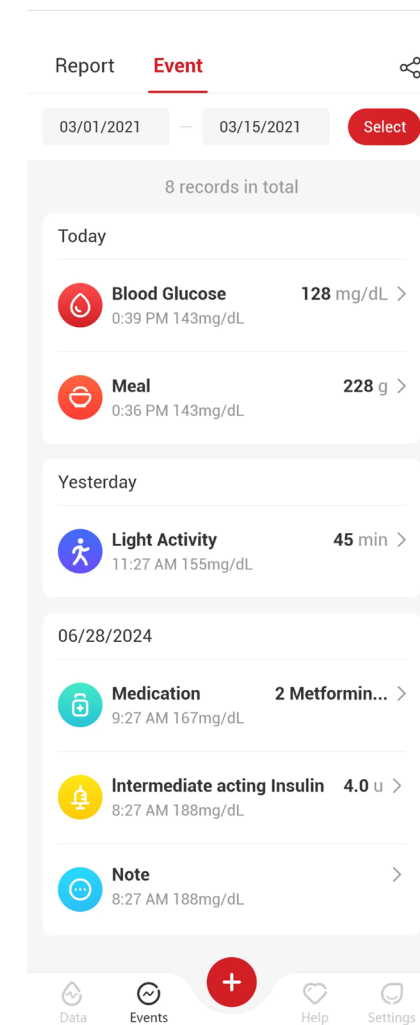 Report Event
03/01/2021 — 03/15/2021 Select
8 records in total
Today
Blood Glucose 128 mg/dL
0:39 PM 143mg/dL
Meal 228 g
0:36 PM 143mg/dL
Yesterday
Light Activity 45 min
11:27 AM 155mg/dL
06/28/2024
Medication 2 Metformin...
9:27 AM 167mg/dL
Intermediate acting Insulin 4.0 u
8:27 AM 188mg/dL
Note
8:27 AM 188mg/dL
Data Events Help Settings